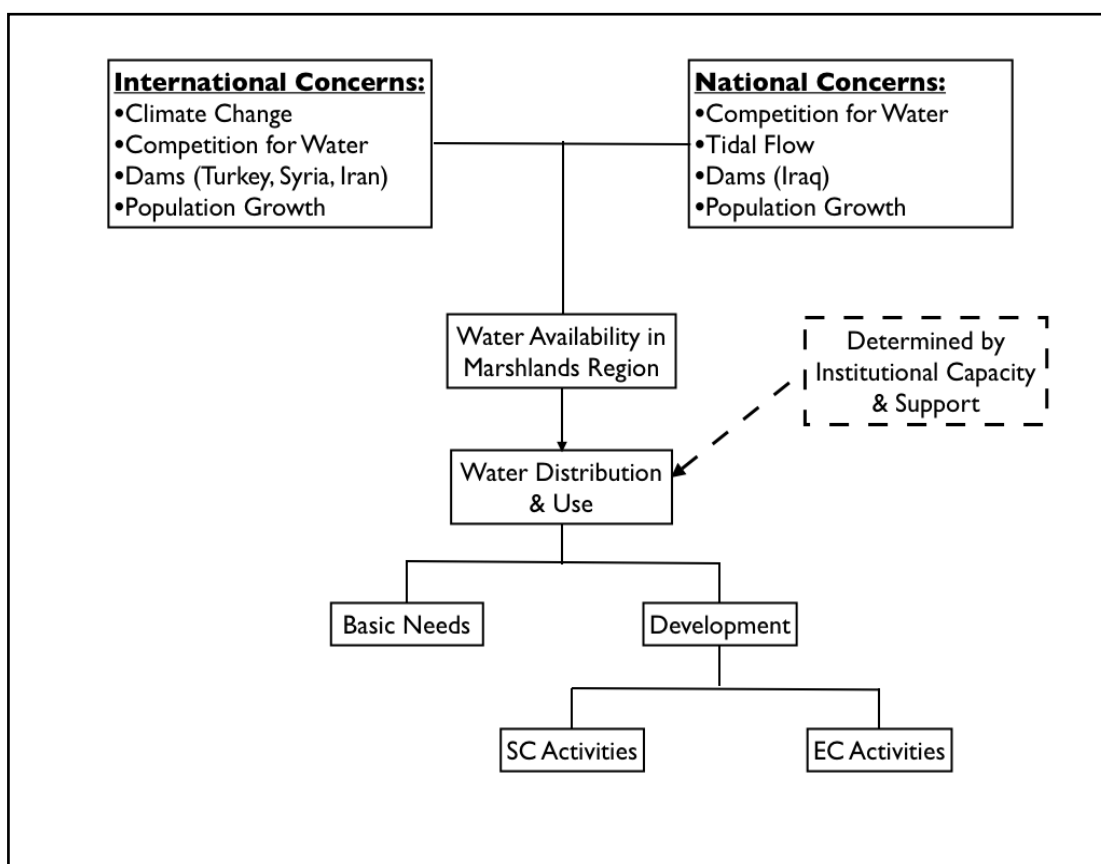 International Concerns:
•Climate Change
•Competition for Water
•Dams (Turkey, Syria, Iran)
•Population Growth
National Concerns:
•Competition for Water
•Tidal Flow
•Dams (Iraq)
•Population Growth
Water Availability in
Marshlands Region
Determined by
Institutional Capacity
& Support
Water Distribution
& Use
Basic Needs
Development
SC Activities
EC Activities